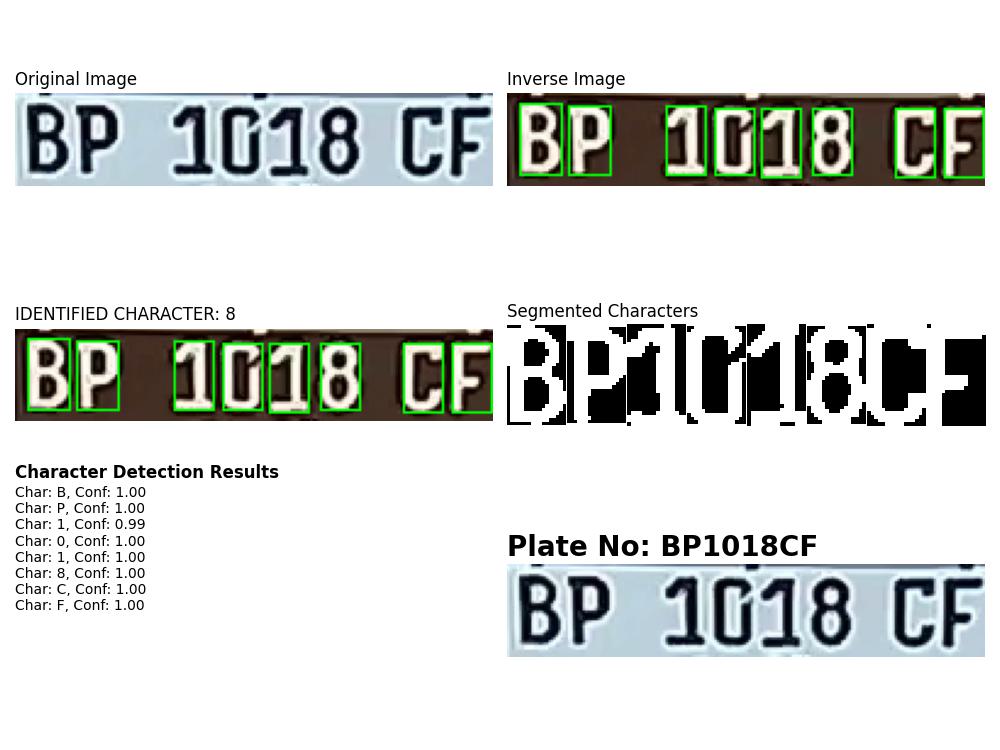 Original Image
BP 1018 CF
Inverse Image
BP 1018 CF
IDENTIFIED CHARACTER: 8
BP 1018 CF
Segmented Characters
BP1018CF
Character Detection Results
Char: B, Conf: 1.00
Char: P, Conf: 1.00
Char: 1, Conf: 0.99
Char: 0, Conf: 1.00
Char: 1, Conf: 1.00
Char: 8, Conf: 1.00
Char: C, Conf: 1.00
Char: F, Conf: 1.00
Plate No: BP1018CF
BP 1018 CF